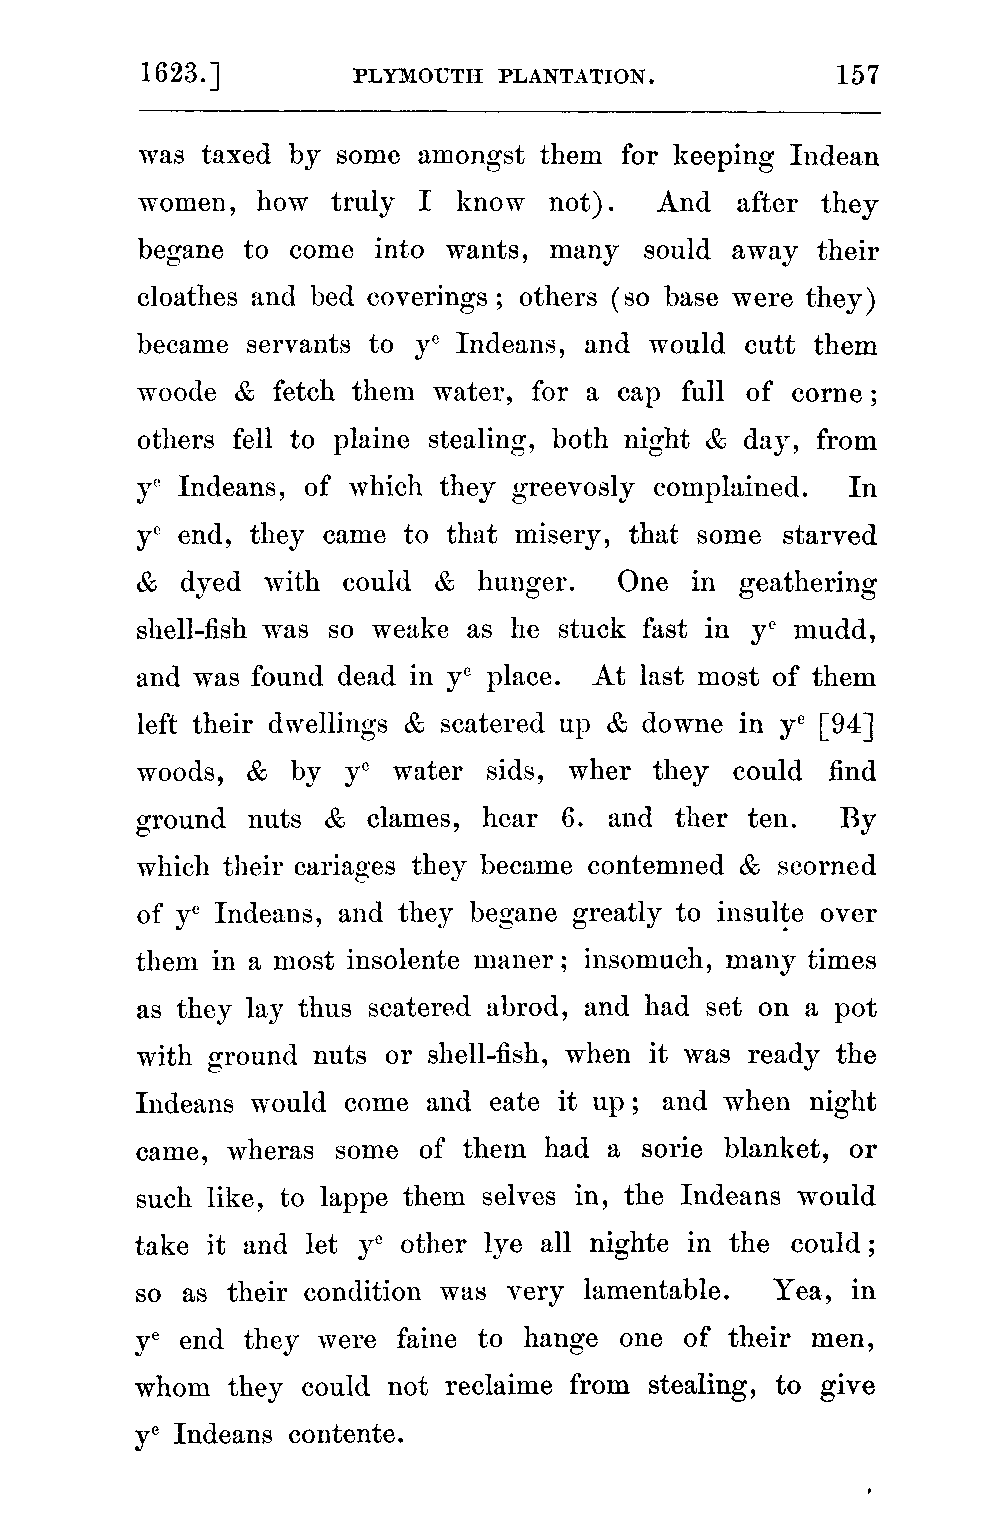 1623.] PLYMOUTH PLANTATION. 157
was taxed by some amongst them for keeping Indean
women, how truly I know not). And after they
begane to come into wants, many sould away their
cloathes and bed coverings; others (so base were they)
became servants to yᵉ Indeans, and would cutt them
woode & fetch them water, for a cap full of corne;
others fell to plaine stealing, both night & day, from
yᵉ Indeans, of which they greevosly complained. In
yᵉ end, they came to that misery, that some starved
& dyed with could & hunger. One in geathering
shell-fish was so weake as he stuck fast in yᵉ mudd,
and was found dead in yᵉ place. At last most of them
left their dwellings & scatered up & downe in yᵉ [94]
woods, & by yᵉ water sids, wher they could find
ground nuts & clames, hear 6. and ther ten. By
which their cariages they became contemned & scorned
of yᵉ Indeans, and they begane greatly to insulte over
them in a most insolente maner; insomuch, many times
as they lay thus scatered abrod, and had set on a pot
with ground nuts or shell-fish, when it was ready the
Indeans would come and eate it up; and when night
came, wheras some of them had a sorie blanket, or
such like, to lappe them selves in, the Indeans would
take it and let yᵉ other lye all nighte in the could;
so as their condition was very lamentable. Yea, in
yᵉ end they were faine to hange one of their men,
whom they could not reclaime from stealing, to give
yᵉ Indeans contente.